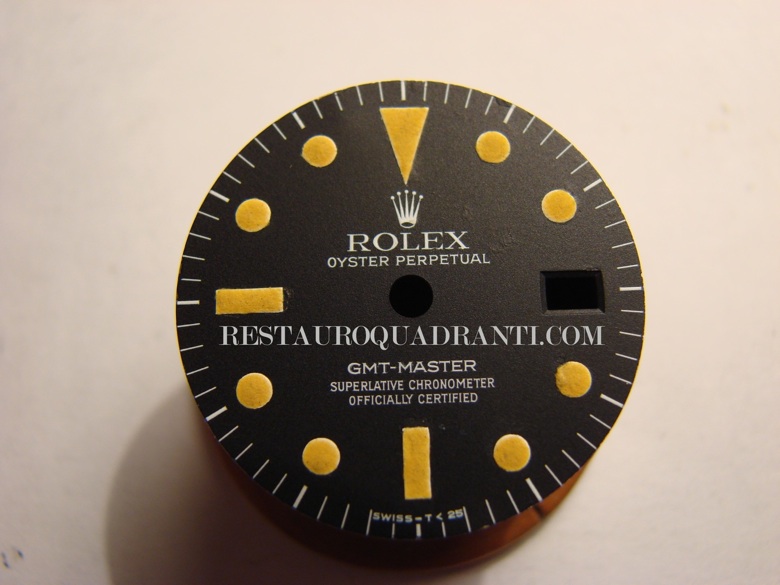 ROLEX
OYSTER PERPETUAL
RESTAUROQUADRANTI.COM
GMT-MASTER
SUPERLATIVE CHRONOMETER
OFFICIALLY CERTIFIED
SWISS-T<25